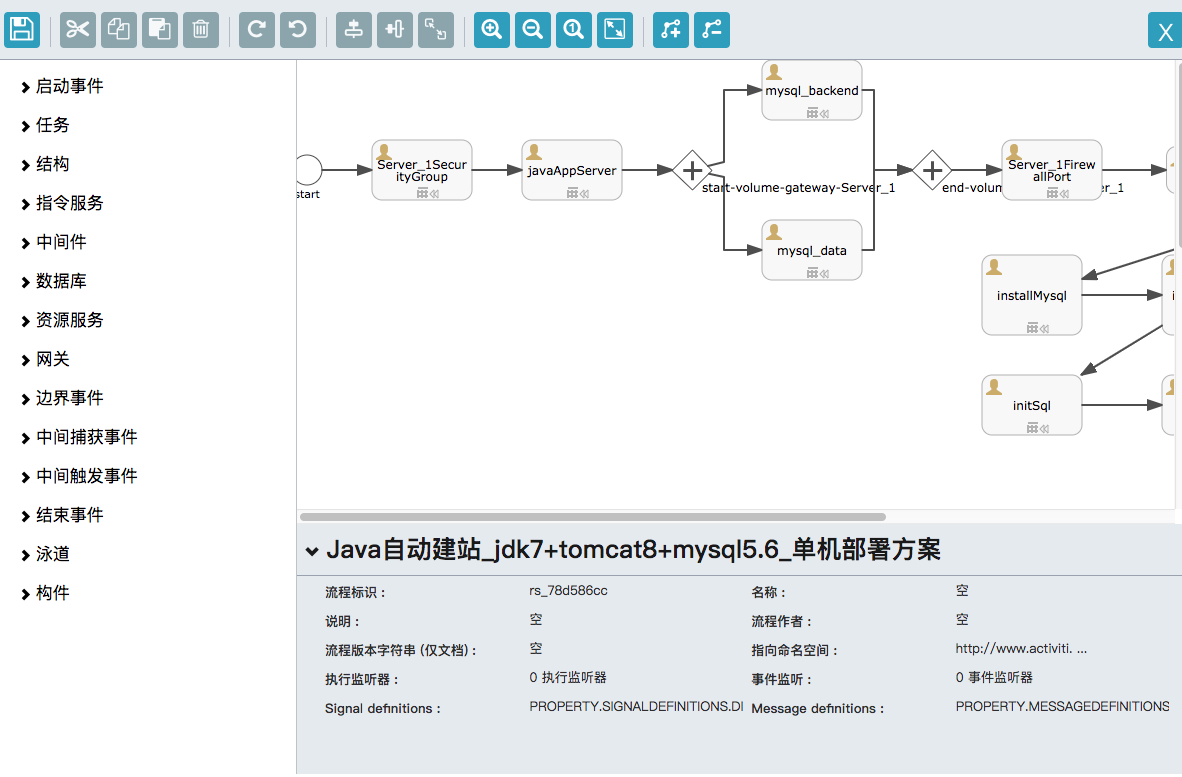 X
启动事件
任务
结构
指令服务
中间件
数据库
资源服务
网关
边界事件
中间捕获事件
中间触发事件
结束事件
泳道
构件
start
Server_1Secur
ityGroup
javaAppServer
mysql_backend
start-volume-gateway-Server_1
mysql_data
Server_1Firew
allPort
installMysql
initSql
Java自动建站_jdk7+tomcat8+mysql5.6_单机部署方案
流程标识 : rs_78d586cc 名称 : 空
说明 : 空 流程作者 : 空
流程版本字符串 (仅文档) : 空 指向命名空间 : http://www.activiti. ...
执行监听器 : 0 执行监听器 事件监听 : 0 事件监听器
Signal definitions : PROPERTY.SIGNALDEFINITIONS.DI Message definitions : PROPERTY.MESSAGEDEFINITIONS